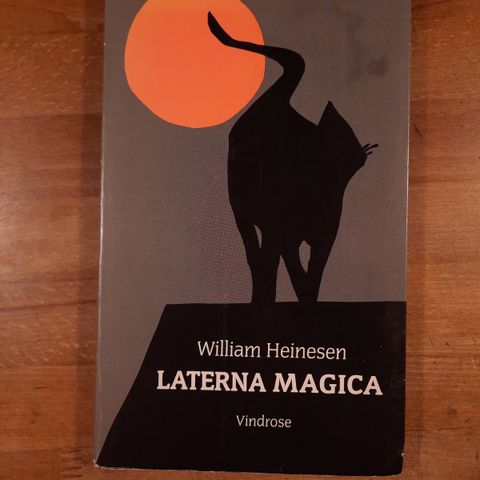 William Heinesen
LATERNA MAGICA
Vindrose